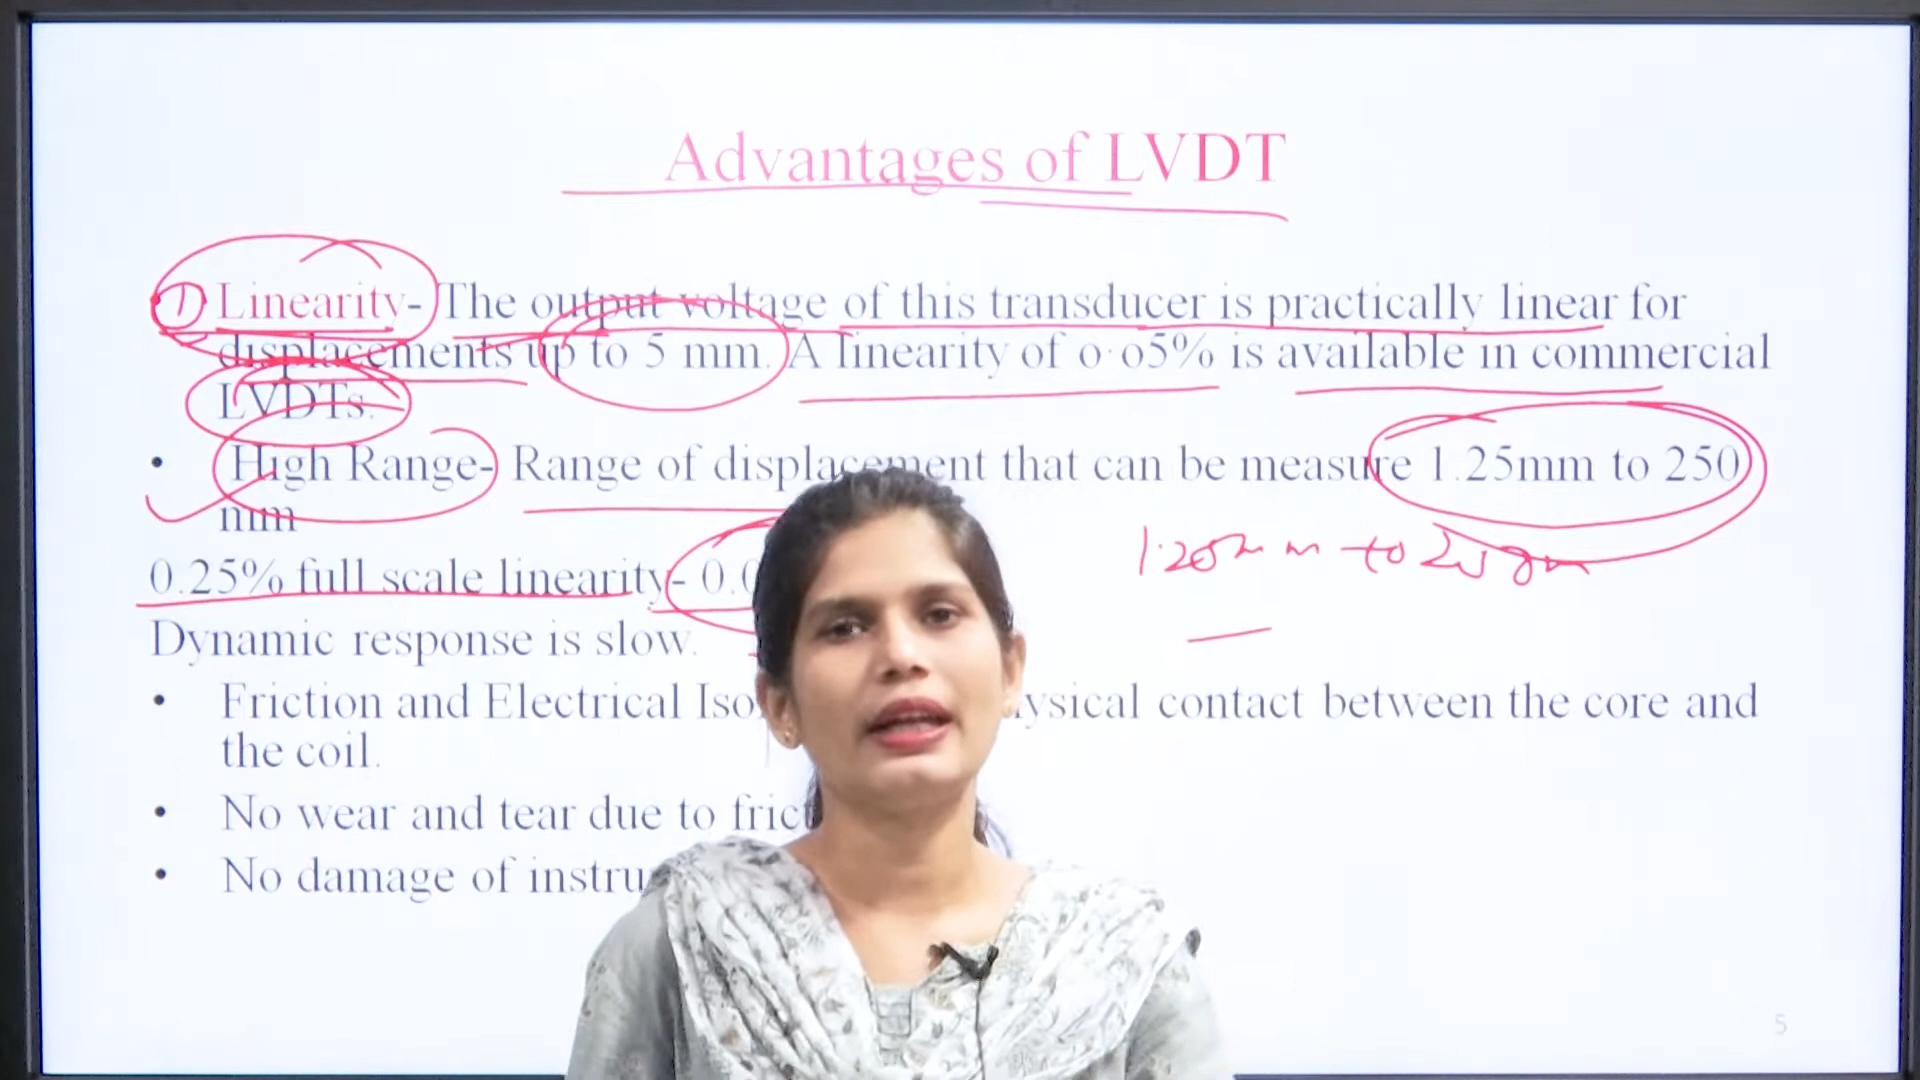 Advantages of LVDT
① Linearity- The output voltage of this transducer is practically linear for
displacements up to 5 mm. A linearity of 0·05% is available in commercial
LVDTs.
• High Range- Range of displacement that can be measure 1.25mm to 250
mm
1.25mm to
0.25% full scale linearity-
Dynamic response is slow.
• Friction and Electrical contact between the core and
the coil.
• No wear and tear due to
• No damage of
5